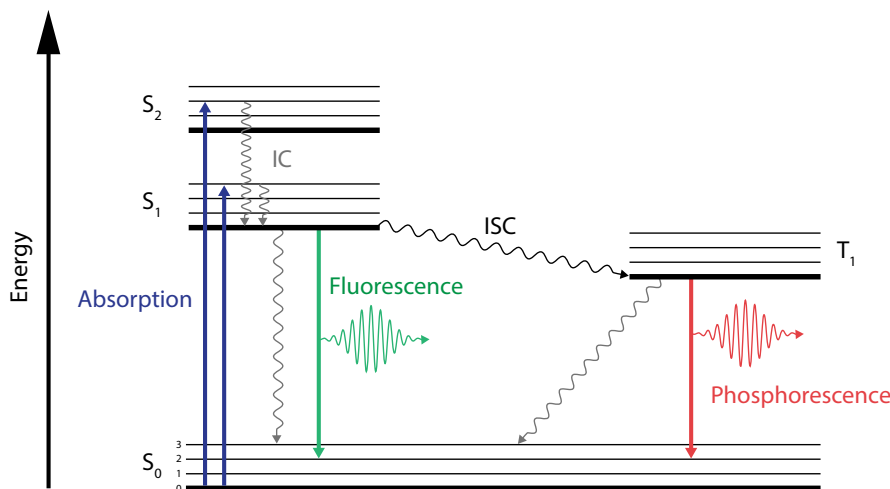 S₂
IC
S₁
ISC
T₁
Energy
Fluorescence
Absorption
Phosphorescence
3
2
S₀
1
0